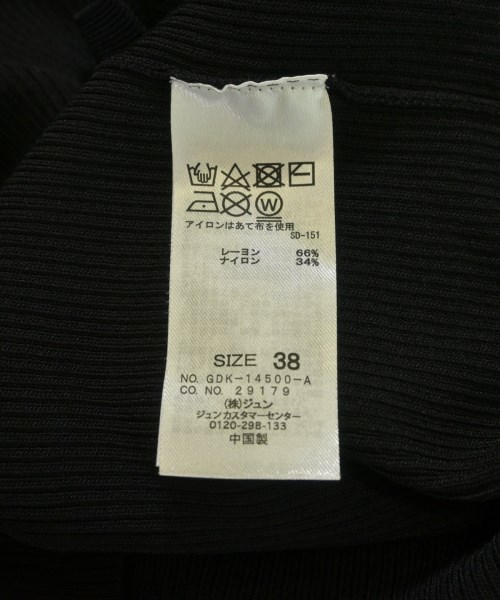 W
アイロンはあて布を使用
SD-151
レーヨン 66%
ナイロン 34%
SIZE 38
NO. GDK-14500-A
CO. NO. 29179
(株)ジュン
ジュンカスタマーセンター
0120-298-133
中国製